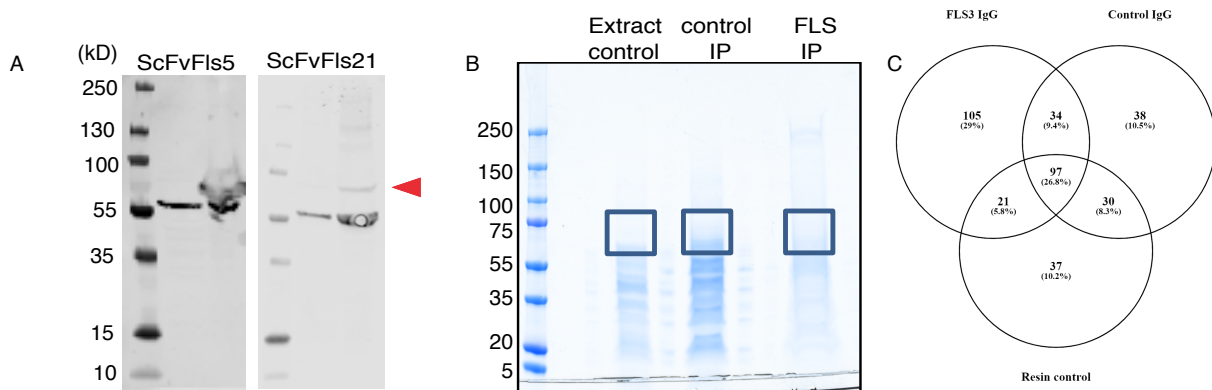 A
(kD)
ScFvFls5
ScFvFls21
250
130
100
55
35
15
10
B
Extract
control
control
IP
FLS
IP
250
150
100
75
55
35
20
5
C
FLS3 IgG
Control IgG
105
(29%)
34
(9.4%)
38
(10.5%)
97
(26.8%)
21
(5.8%)
30
(8.3%)
37
(10.2%)
Resin control